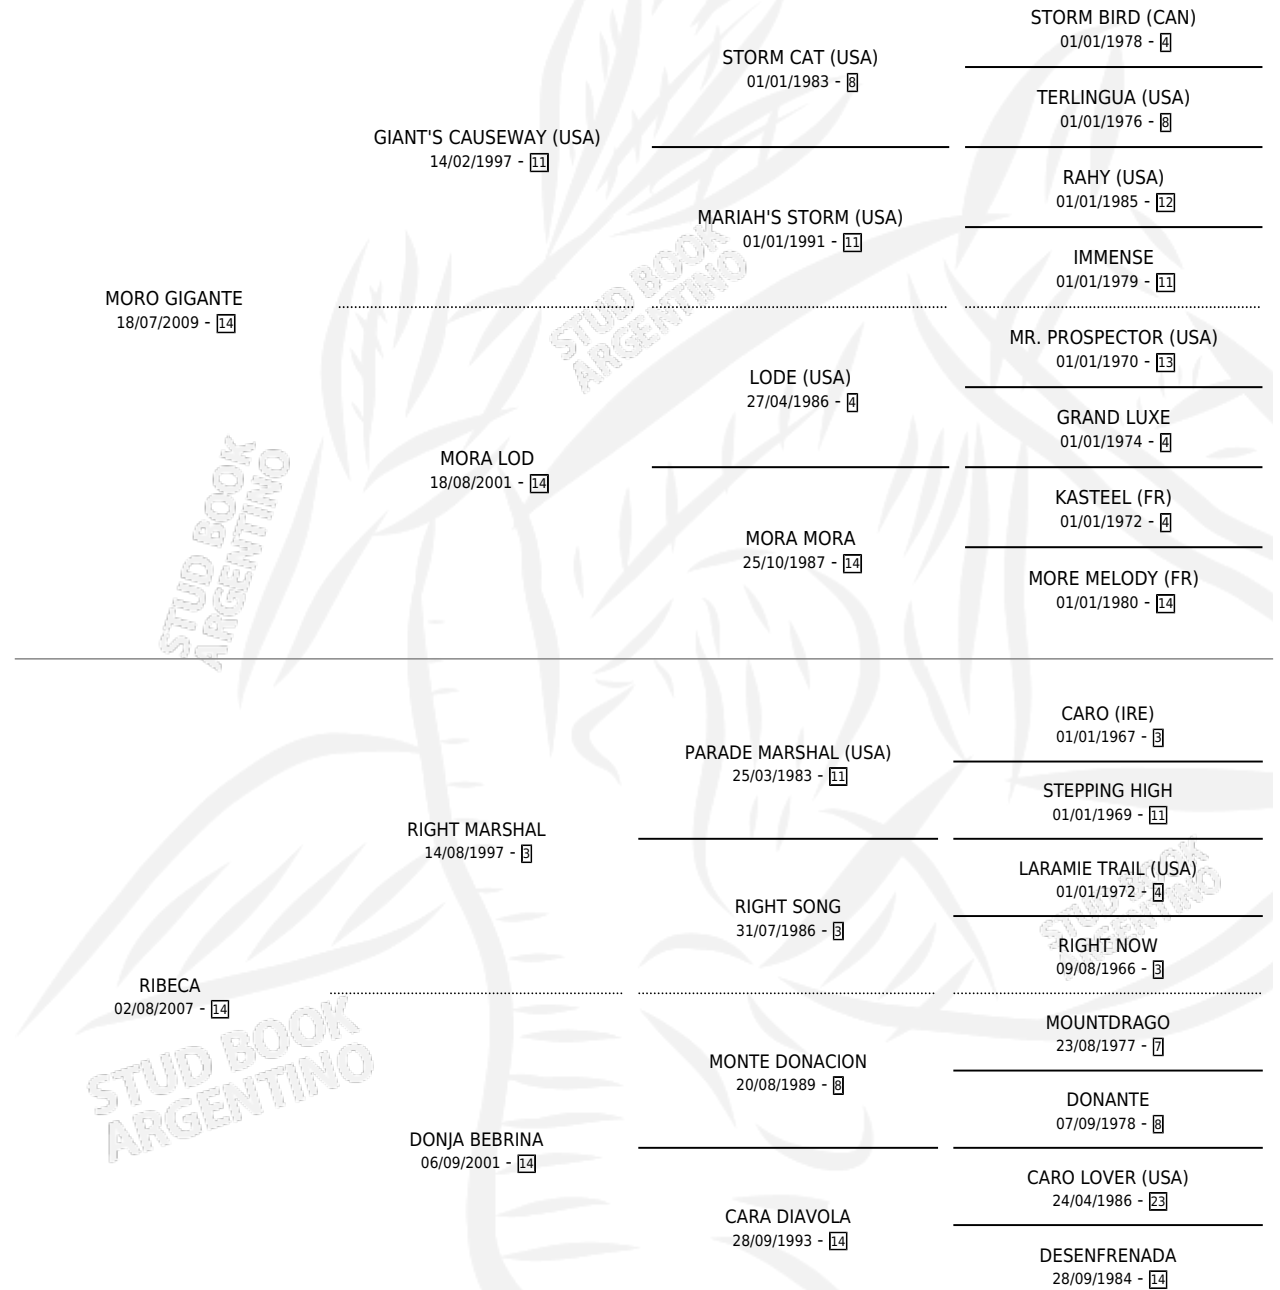 STORM BIRD (CAN)
01/01/1978 - 4
STORM CAT (USA)
01/01/1983 - 8
TERLINGUA (USA)
01/01/1976 - 8
GIANT'S CAUSEWAY (USA)
14/02/1997 - 11
RAHY (USA)
01/01/1985 - 12
MARIAH'S STORM (USA)
01/01/1991 - 11
IMMENSE
01/01/1979 - 11
MORO GIGANTE
18/07/2009 - 14
MR. PROSPECTOR (USA)
01/01/1970 - 13
LODE (USA)
27/04/1986 - 4
GRAND LUXE
01/01/1974 - 4
MORA LOD
18/08/2001 - 14
KASTEEL (FR)
01/01/1972 - 4
MORA MORA
25/10/1987 - 14
MORE MELODY (FR)
01/01/1980 - 14
CARO (IRE)
01/01/1967 - 3
PARADE MARSHAL (USA)
25/03/1983 - 11
STEPPING HIGH
01/01/1969 - 11
RIGHT MARSHAL
14/08/1997 - 3
LARAMIE TRAIL (USA)
01/01/1972 - 4
RIGHT SONG
31/07/1986 - 3
RIGHT NOW
09/08/1966 - 3
RIBECA
02/08/2007 - 14
MOUNTDRAGO
23/08/1977 - 7
MONTE DONACION
20/08/1989 - 8
DONANTE
07/09/1978 - 8
DONJA BEBRINA
06/09/2001 - 14
CARO LOVER (USA)
24/04/1986 - 23
CARA DIAVOLA
28/09/1993 - 14
DESENFRENADA
28/09/1984 - 14
STUD BOOK
ARGENTINO
STUD BOOK
ARGENTINO
STUD BOOK
ARGENTINO
STUD BOOK
ARGENTINO